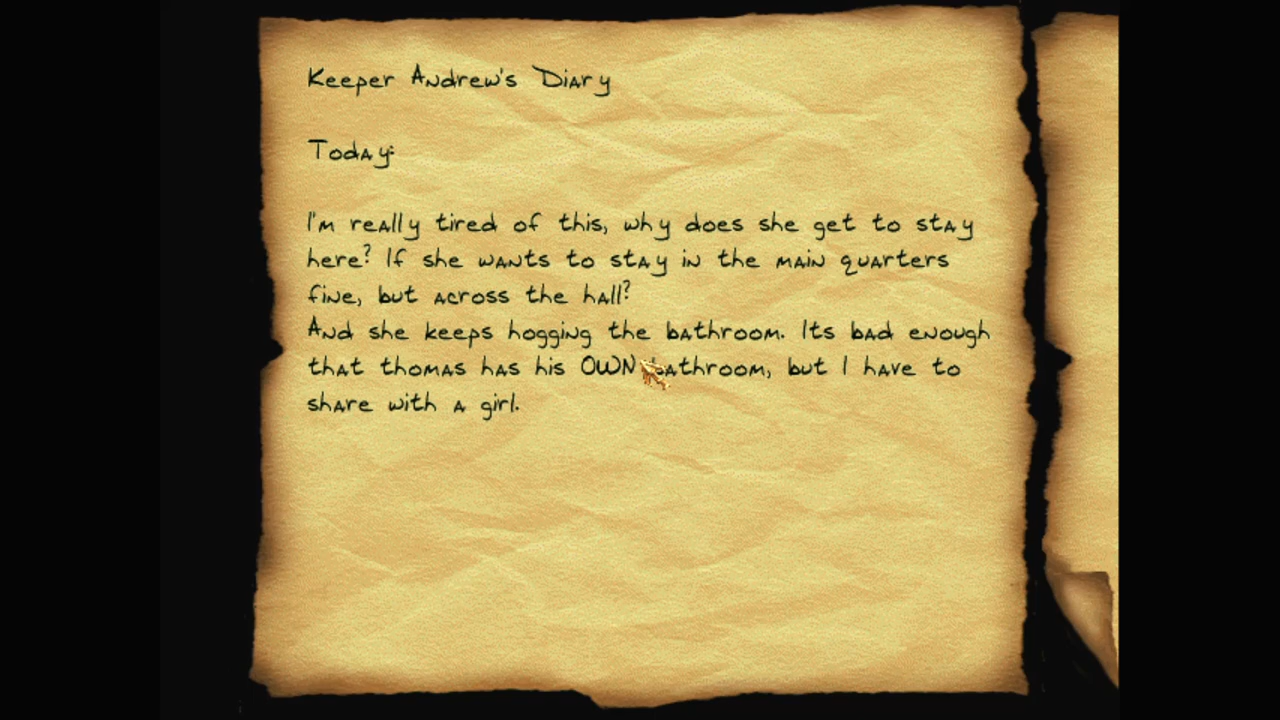 Keeper Andrew's Diary
Today:
I'm really tired of this, why does she get to stay
here? If she wants to stay in the main quarters
fine, but across the hall?
And she keeps hogging the bathroom. Its bad enough
that thomas has his OWN bathroom, but I have to
share with a girl.